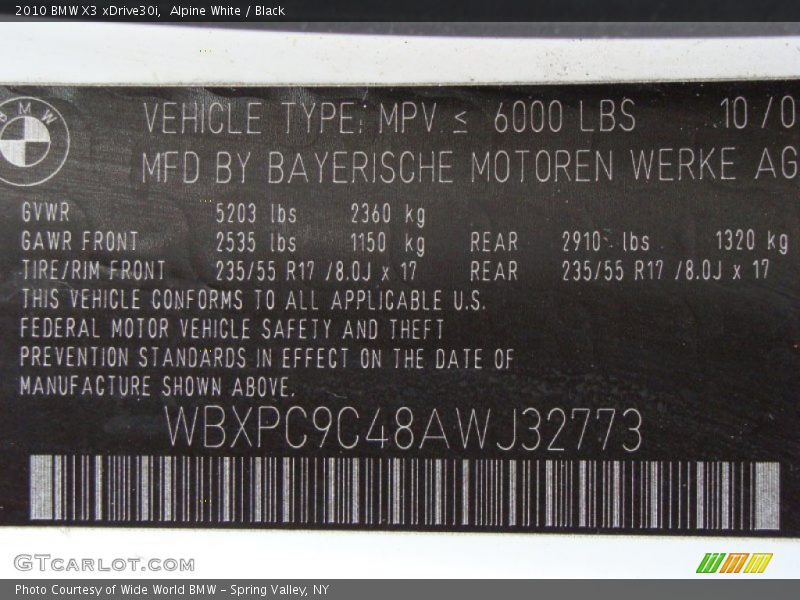 2010 BMW X3 xDrive30i, Alpine White / Black
BMW
VEHICLE TYPE: MPV ≤ 6000 LBS 10/0
MFD BY BAYERISCHE MOTOREN WERKE AG
GVWR 5203 lbs 2360 kg
GAWR FRONT 2535 lbs 1150 kg REAR 2910 lbs 1320 kg
TIRE/RIM FRONT 235/55 R17 /8.0J x 17 REAR 235/55 R17 /8.0J x 17
THIS VEHICLE CONFORMS TO ALL APPLICABLE U.S.
FEDERAL MOTOR VEHICLE SAFETY AND THEFT
PREVENTION STANDARDS IN EFFECT ON THE DATE OF
MANUFACTURE SHOWN ABOVE.
WBXPC9C48AWJ32773
GTCARLOT.COM
Photo Courtesy of Wide World BMW - Spring Valley, NY